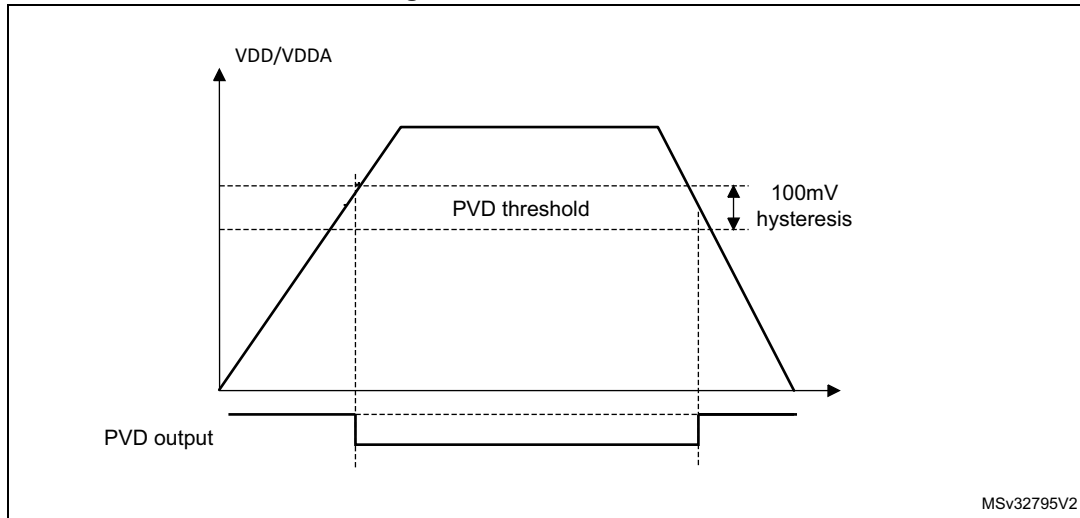 VDD/VDDA
PVD threshold
100mV
hysteresis
PVD output
MSv32795V2